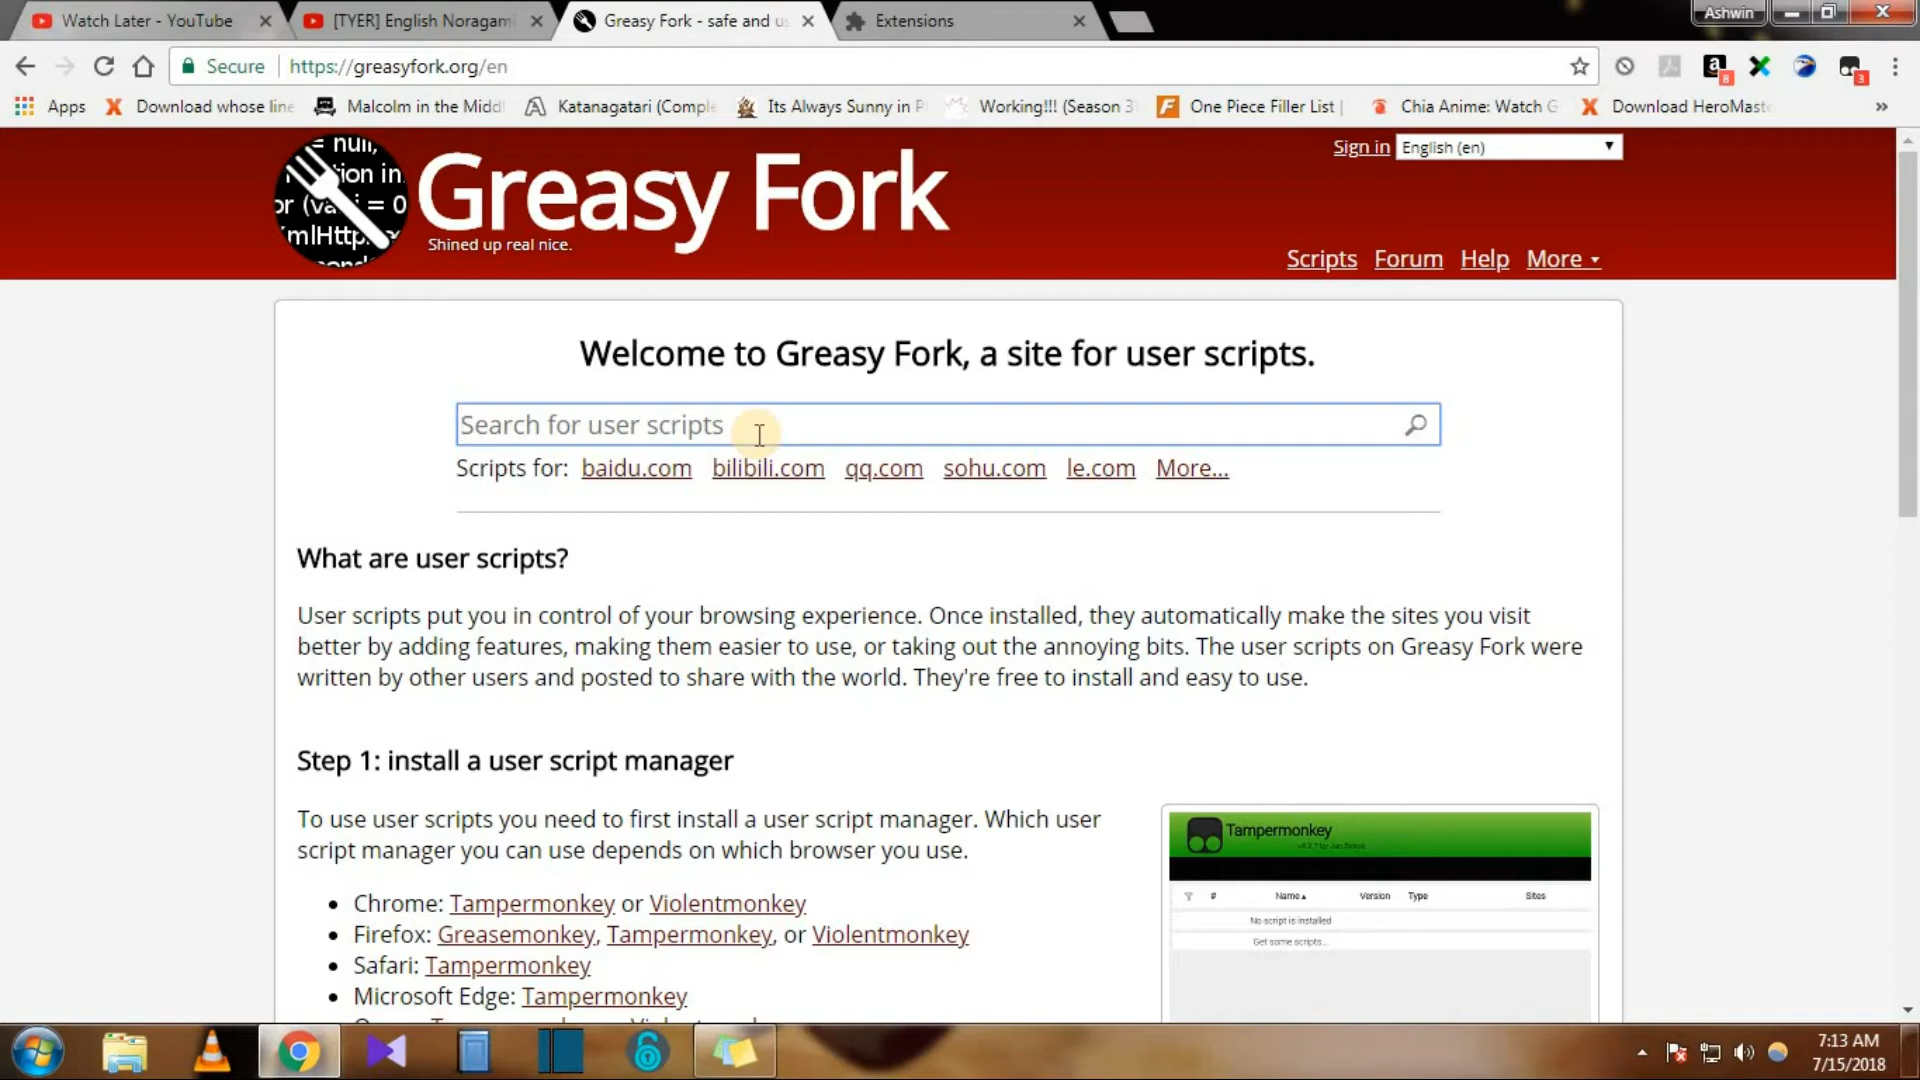 Ashwin
Watch Later - YouTube
[TYER] English Noragami
Greasy Fork - safe and us
Extensions
Secure
https://greasyfork.org/en
8
3
Apps
Download whose line
Malcolm in the Middl
Katanagatari (Comple
Its Always Sunny in P
Working!!! (Season 3
One Piece Filler List |
Chia Anime: Watch G
Download HeroMaste
»
= null,
tion in
or (va i = 0
XmlHttp
Greasy Fork
Shined up real nice.
Sign in
English (en)
Scripts
Forum
Help
More
Welcome to Greasy Fork, a site for user scripts.
Search for user scripts
Scripts for: baidu.com bilibili.com qq.com sohu.com le.com More...
What are user scripts?
User scripts put you in control of your browsing experience. Once installed, they automatically make the sites you visit
better by adding features, making them easier to use, or taking out the annoying bits. The user scripts on Greasy Fork were
written by other users and posted to share with the world. They're free to install and easy to use.
Step 1: install a user script manager
To use user scripts you need to first install a user script manager. Which user
script manager you can use depends on which browser you use.
• Chrome: Tampermonkey or Violentmonkey
• Firefox: Greasemonkey, Tampermonkey, or Violentmonkey
• Safari: Tampermonkey
• Microsoft Edge: Tampermonkey
Tampermonkey
# Name Version Type Sites
No script is installed
Get some scripts...
7:13 AM
7/15/2018